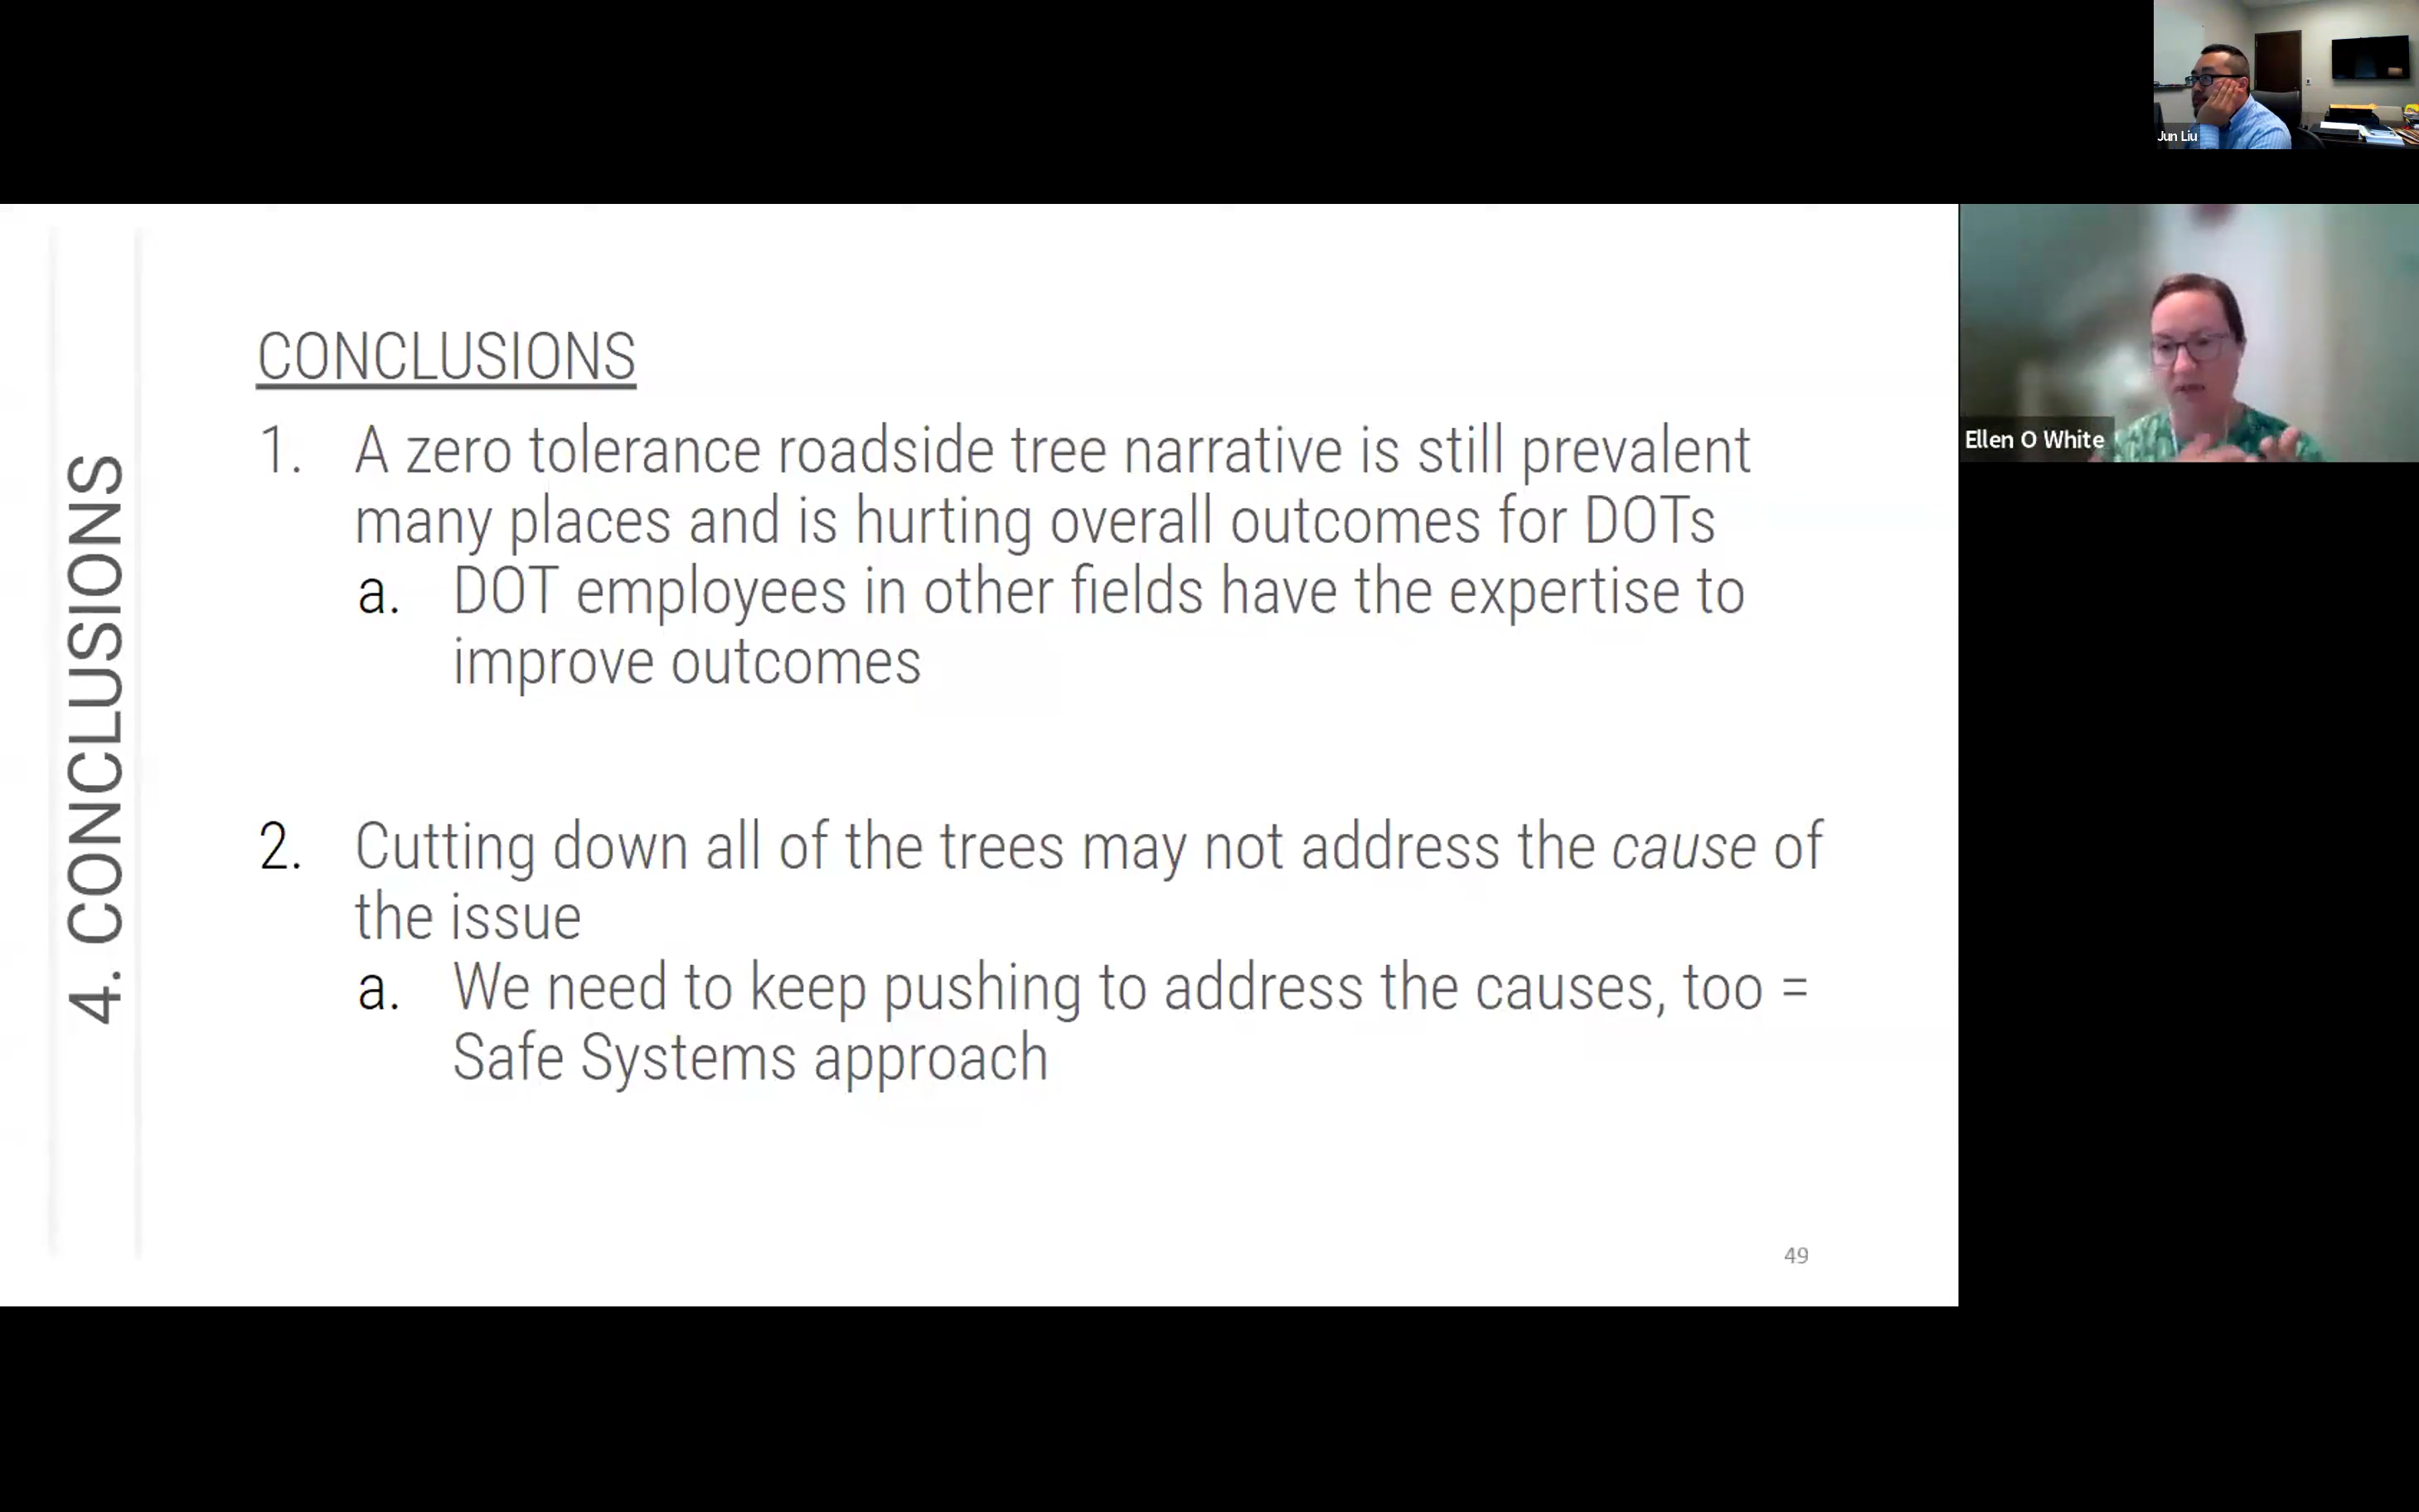 Jun Liu
Ellen O White
4. CONCLUSIONS
CONCLUSIONS
1. A zero tolerance roadside tree narrative is still prevalent
many places and is hurting overall outcomes for DOTs
a. DOT employees in other fields have the expertise to
improve outcomes
2. Cutting down all of the trees may not address the cause of
the issue
a. We need to keep pushing to address the causes, too =
Safe Systems approach
49